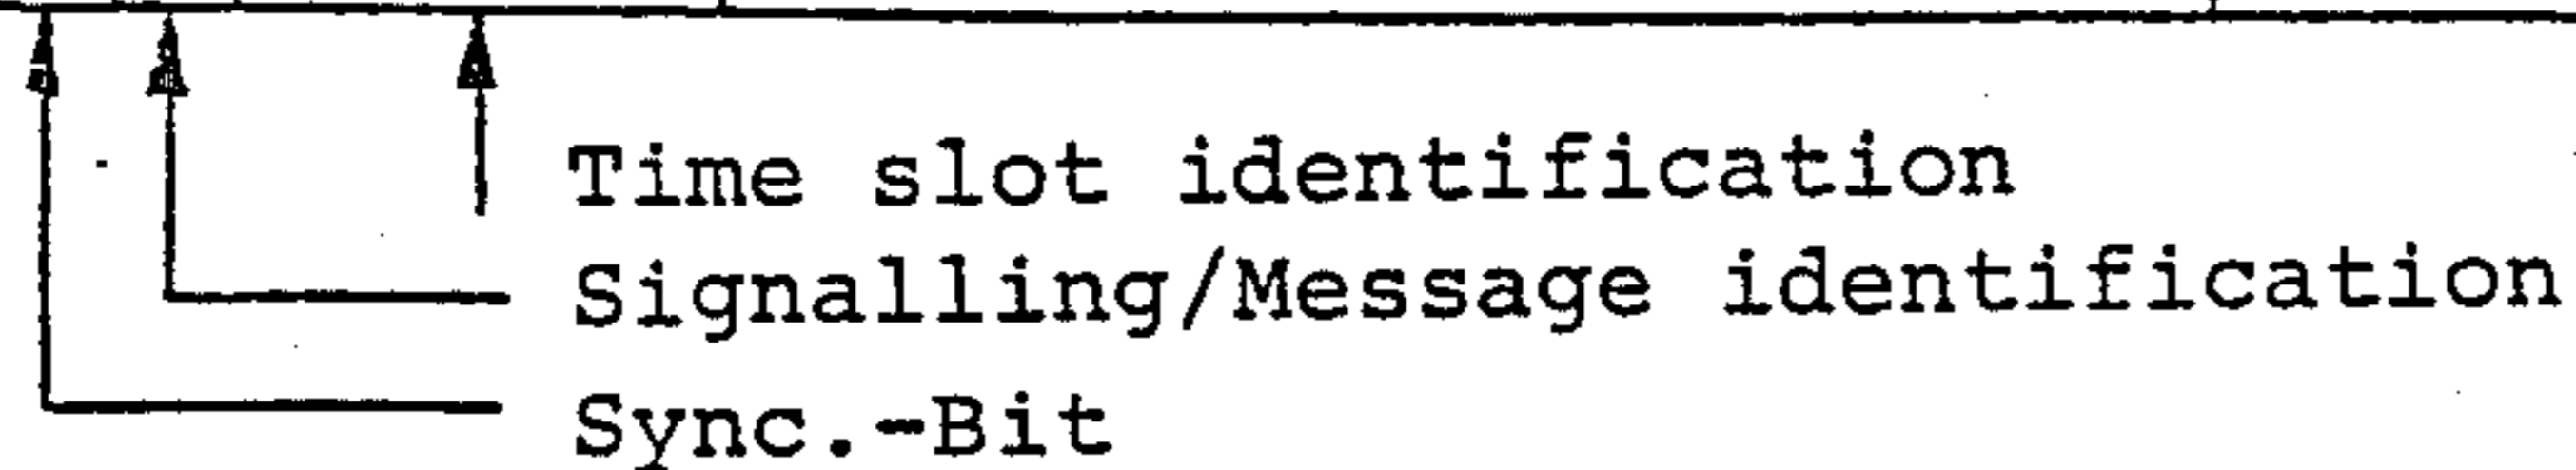 Time slot identification
Signalling/Message identification
Sync.-Bit